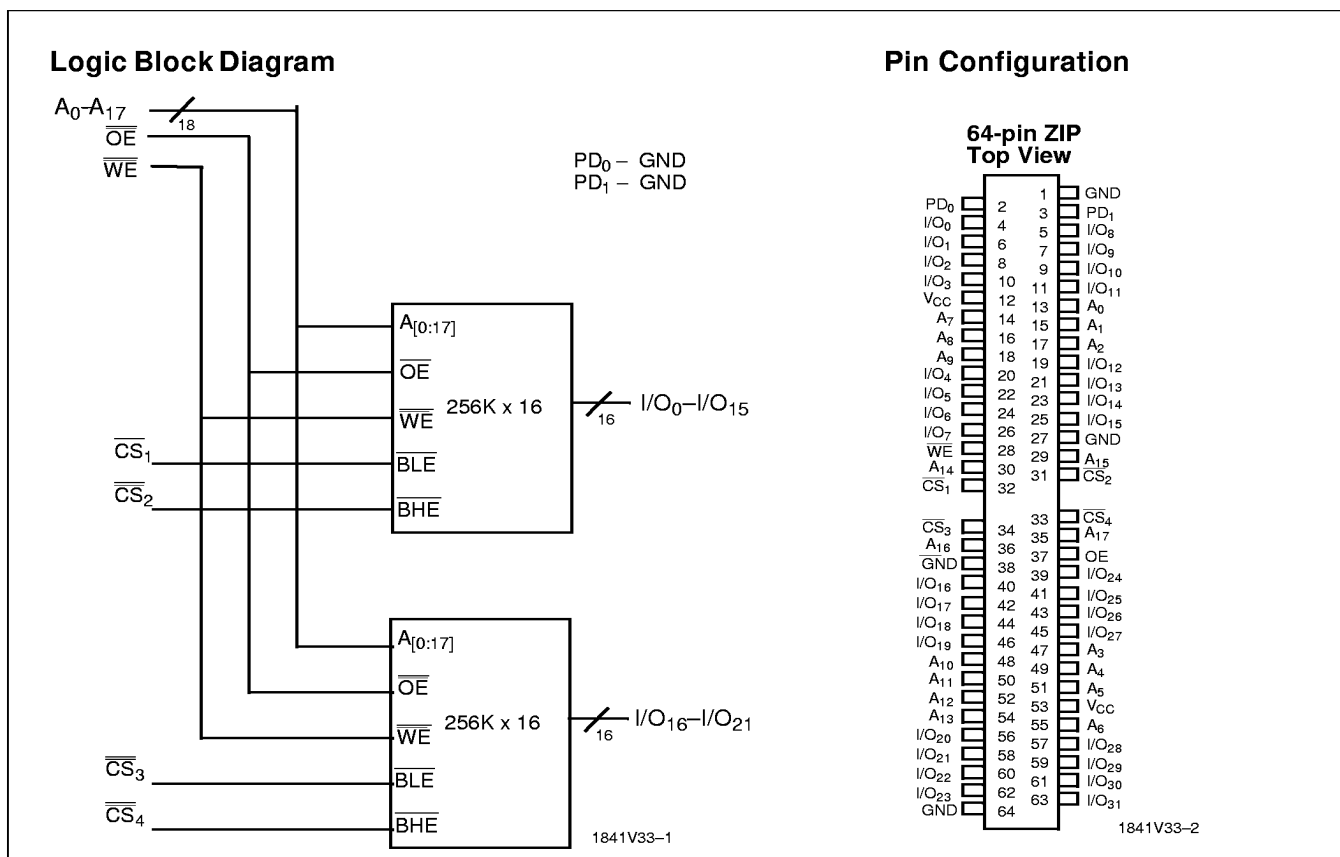 Logic Block Diagram
A0–A17
18
OE
WE
PD0 – GND
PD1 – GND
A[0:17]
OE
WE
BLE
BHE
256K x 16
16
I/O0–I/O15
CS1
CS2
A[0:17]
OE
WE
BLE
BHE
256K x 16
16
I/O16–I/O21
CS3
CS4
1841V33–1
Pin Configuration
64-pin ZIP
Top View
1 GND
PD0 2
3 PD1
I/O0 4
5 I/O8
I/O1 6
7 I/O9
I/O2 8
9 I/O10
I/O3 10
11 I/O11
VCC 12
13 A0
A7 14
15 A1
A8 16
17 A2
A9 18
19 I/O12
I/O4 20
21 I/O13
I/O5 22
23 I/O14
I/O6 24
25 I/O15
I/O7 26
27 GND
WE 28
29 A15
A14 30
31 CS2
CS1 32
33 CS4
CS3 34
35 A17
A16 36
37 OE
GND 38
39 I/O24
I/O16 40
41 I/O25
I/O17 42
43 I/O26
I/O18 44
45 I/O27
I/O19 46
47 A3
A10 48
49 A4
A11 50
51 A5
A12 52
53 VCC
A13 54
55 A6
I/O20 56
57 I/O28
I/O21 58
59 I/O29
I/O22 60
61 I/O30
I/O23 62
63 I/O31
GND 64
1841V33–2